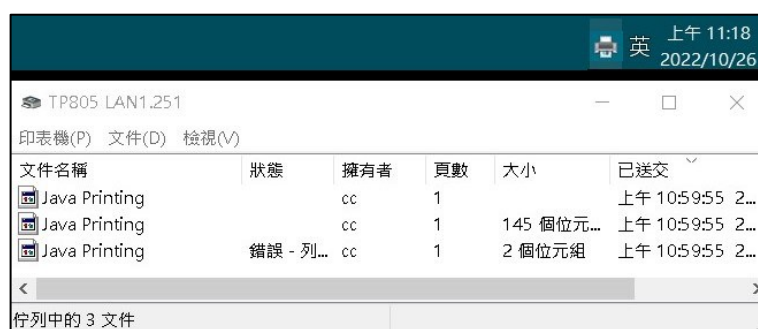 英 上午 11:18
2022/10/26
TP805 LAN1.251
印表機(P) 文件(D) 檢視(V)
文件名稱 狀態 擁有者 頁數 大小 已送交
Java Printing cc 1 上午 10:59:55 2...
Java Printing cc 1 145 個位元... 上午 10:59:55 2...
Java Printing 錯誤 - 列... cc 1 2 個位元組 上午 10:59:55 2...
佇列中的 3 文件